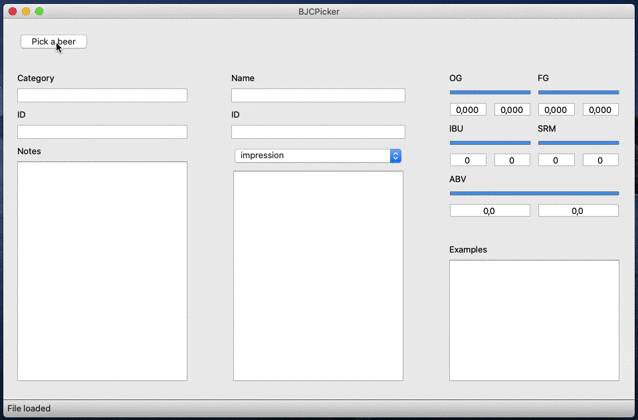 BJCPicker
Pick a beer
Category
Name
OG
FG
0,000
0,000
0,000
0,000
ID
ID
IBU
SRM
Notes
impression
0
0
0
0
ABV
0,0
0,0
Examples
File loaded